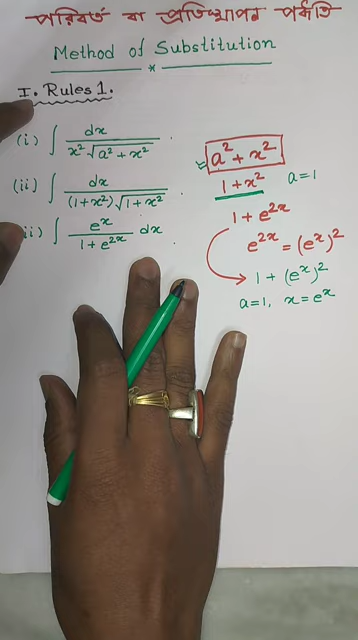 পরিবর্ত বা প্রতিস্থাপন পদ্ধতি
Method of Substitution
I. Rules 1.
(i) ∫ dx / x²√(a² + x²) .
(ii) ∫ dx / (1+x²)√(1+x²) .
ii) ∫ eˣ / (1 + e²ˣ) dx .
= a² + x²
1 + x² a = 1
1 + e²ˣ
e²ˣ = (eˣ)²
1 + (eˣ)²
a = 1, x = eˣ